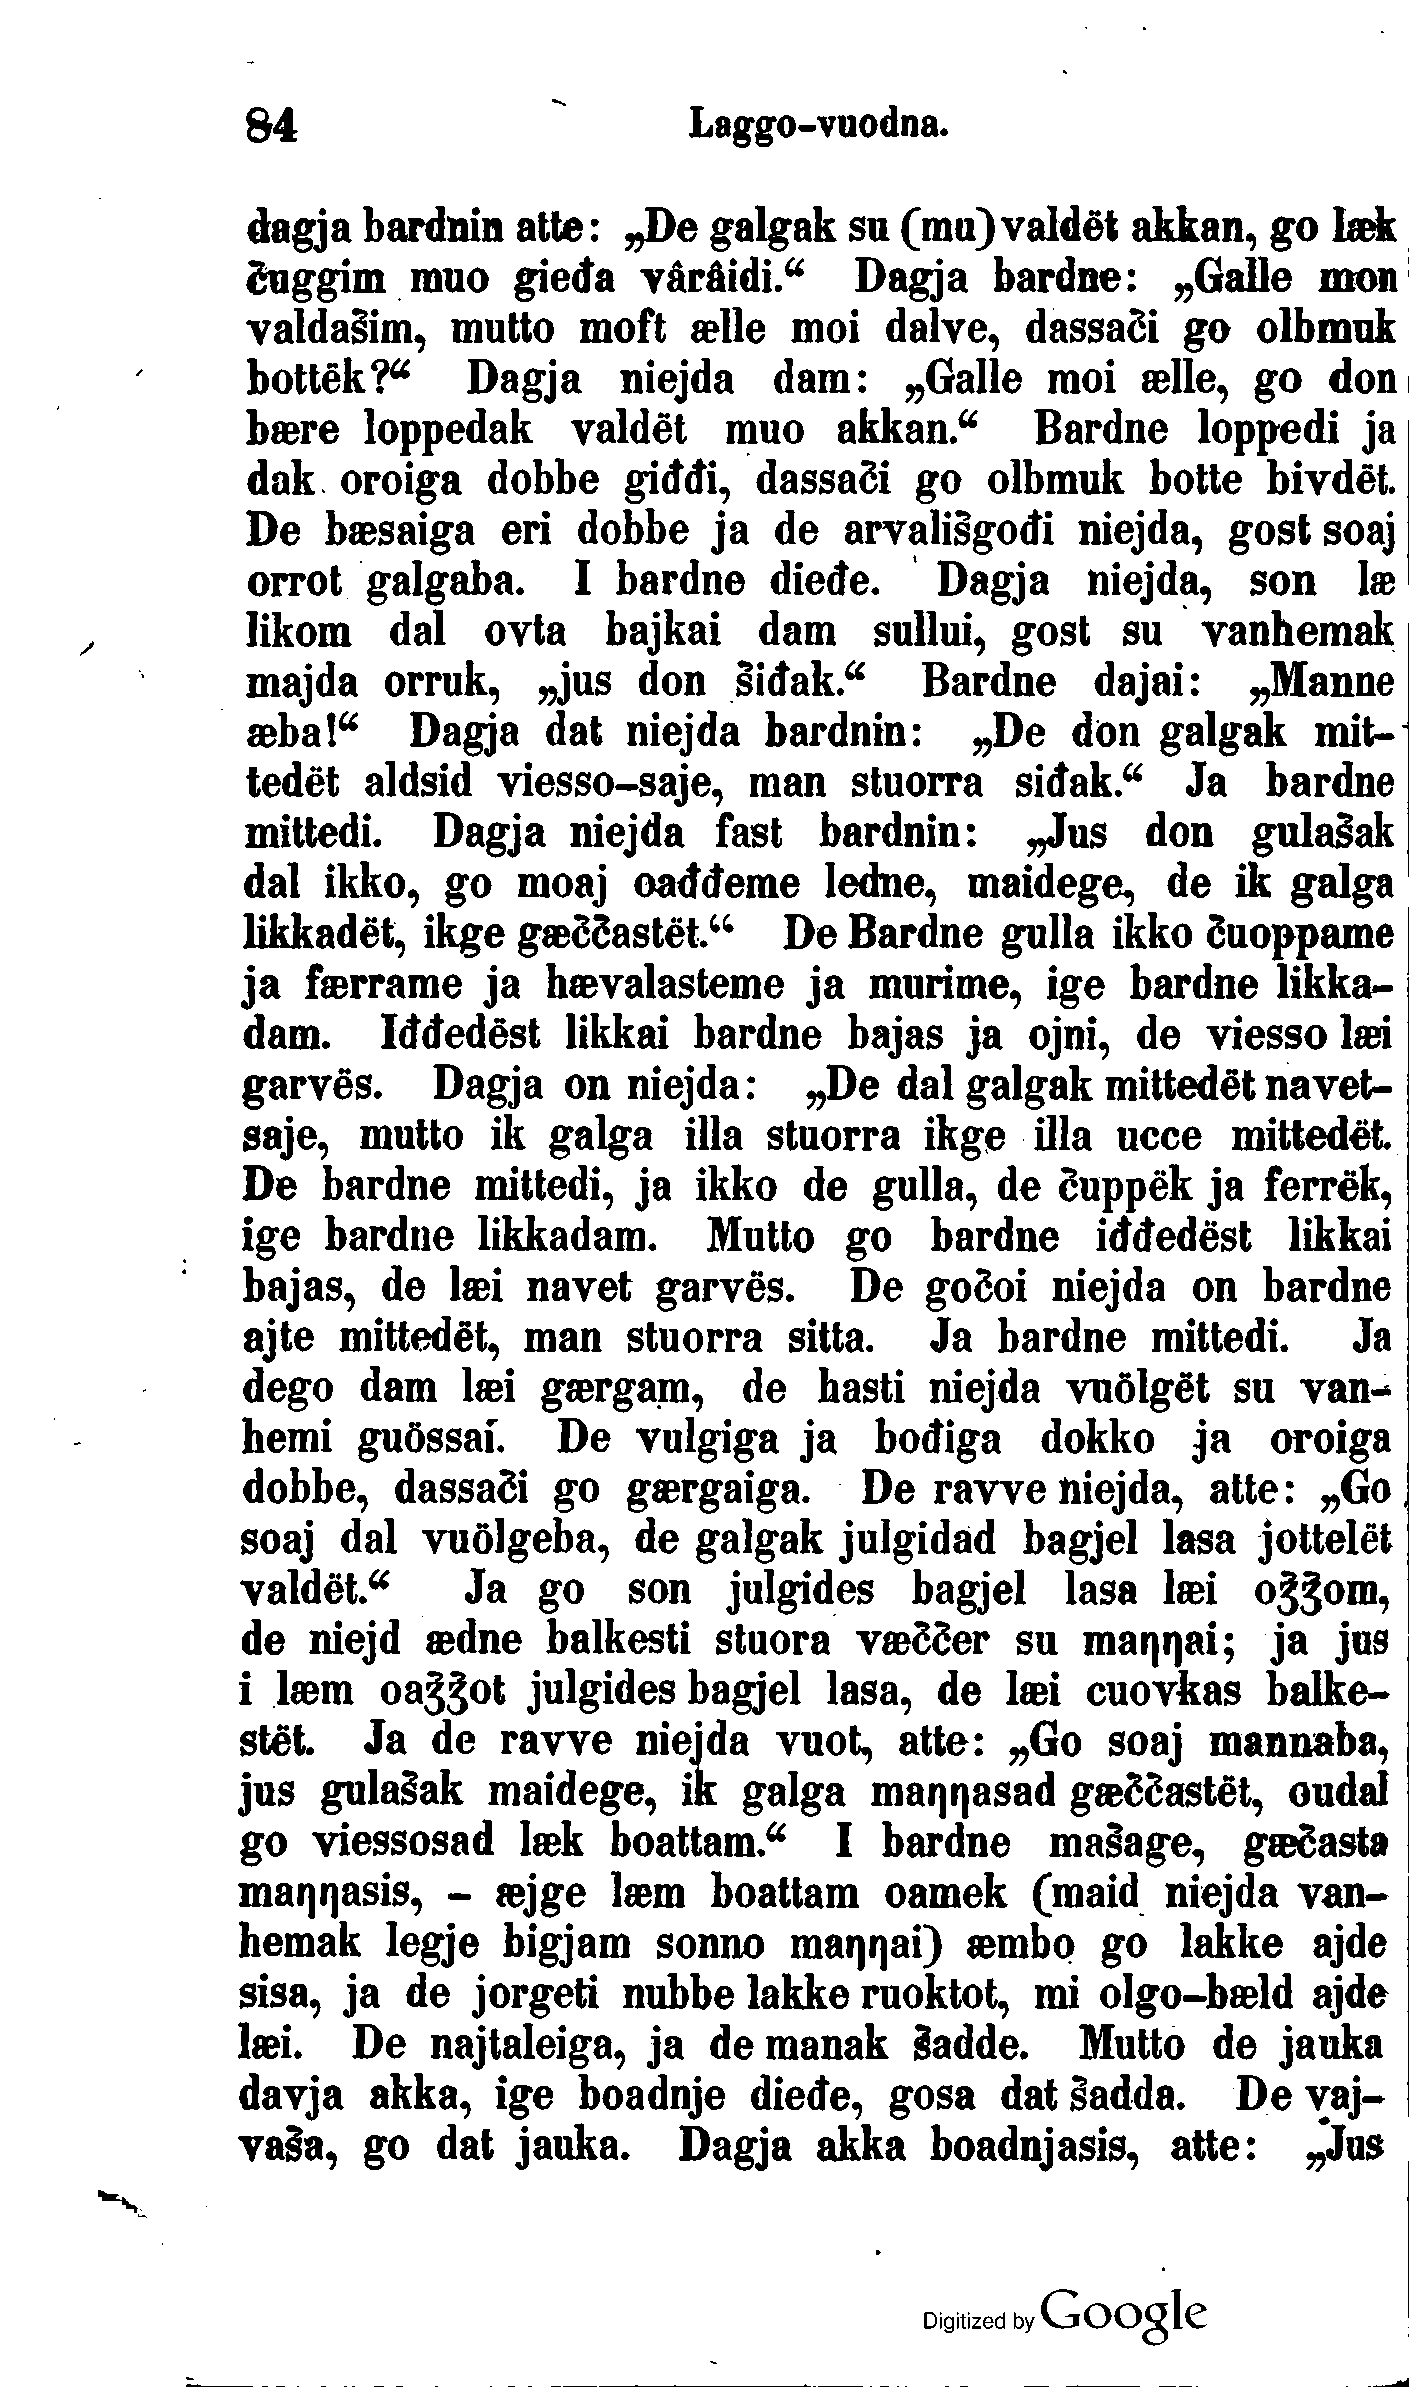 84 Laggo-vuodna.
dagja bardnin atte: „De galgak su (mu) valdët akkan, go læk
čuggim muo gieđa vârâidi.“ Dagja bardne: „Galle mon
valdašim, mutto moft ælle moi dalve, dassači go olbmuk
bottëk?“ Dagja niejda dam: „Galle moi ælle, go don
bære loppedak valdët muo akkan.“ Bardne loppedi ja
dak oroiga dobbe giđđi, dassači go olbmuk botte bivdët.
De bæsaiga eri dobbe ja de arvališgođi niejda, gost soaj
orrot galgaba. I bardne dieđe. Dagja niejda, son læ
likom dal ovta bajkai dam sullui, gost su vanhemak
majda orruk, „jus don šiđak.“ Bardne dajai: „Manne
æba!“ Dagja dat niejda bardnin: „De don galgak mit-
tedët aldsid viesso-saje, man stuorra siđak.“ Ja bardne
mittedi. Dagja niejda fast bardnin: „Jus don gulašak
dal ikko, go moaj oađđeme ledne, maidege, de ik galga
likkadët, ikge gæččastët.“ De Bardne gulla ikko čuoppame
ja færrame ja hævalasteme ja murime, ige bardne likka-
dam. Iđđedëst likkai bardne bajas ja ojni, de viesso læi
garvës. Dagja on niejda: „De dal galgak mittedët navet-
saje, mutto ik galga illa stuorra ikge illa ucce mittedët.
De bardne mittedi, ja ikko de gulla, de čuppëk ja ferrëk,
ige bardne likkadam. Mutto go bardne iđđedëst likkai
bajas, de læi navet garvës. De gočoi niejda on bardne
ajte mittedët, man stuorra sitta. Ja bardne mittedi. Ja
dego dam læi gærgam, de hasti niejda vuölgët su van-
hemi guössai. De vulgiga ja bođiga dokko ja oroiga
dobbe, dassači go gærgaiga. De ravve niejda, atte: „Go
soaj dal vuölgeba, de galgak julgidad bagjel lasa jottelët
valdët.“ Ja go son julgides bagjel lasa læi oǯǯom,
de niejd ædne balkesti stuora væččer su maŋŋai; ja jus
i læm oaǯǯot julgides bagjel lasa, de læi cuovkas balke-
stët. Ja de ravve niejda vuot, atte: „Go soaj mannaba,
jus gulašak maidege, ik galga maŋŋasad gæččastët, oudal
go viessosad læk boattam.“ I bardne mašage, gæčasta
maŋŋasis, – æjge læm boattam oamek (maid niejda van-
hemak legje bigjam sonno maŋŋai) æmbo go lakke ajde
sisa, ja de jorgeti nubbe lakke ruoktot, mi olgo-bæld ajde
læi. De najtaleiga, ja de manak šadde. Mutto de jauka
davja akka, ige boadnje dieđe, gosa dat šadda. De vaj-
vaša, go dat jauka. Dagja akka boadnjasis, atte: „Jus
Digitized by Google